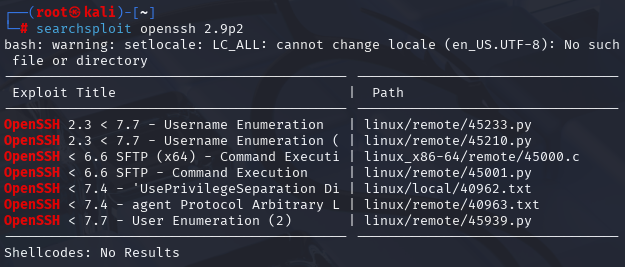 ┌──(root㉿kali)-[~]
└─# searchsploit openssh 2.9p2
bash: warning: setlocale: LC_ALL: cannot change locale (en_US.UTF-8): No such
 file or directory
Exploit Title | Path
OpenSSH 2.3 < 7.7 - Username Enumeration | linux/remote/45233.py
OpenSSH 2.3 < 7.7 - Username Enumeration ( | linux/remote/45210.py
OpenSSH < 6.6 SFTP (x64) - Command Executi | linux_x86-64/remote/45000.c
OpenSSH < 6.6 SFTP - Command Execution | linux/remote/45001.py
OpenSSH < 7.4 - 'UsePrivilegeSeparation Di | linux/local/40962.txt
OpenSSH < 7.4 - agent Protocol Arbitrary L | linux/remote/40963.txt
OpenSSH < 7.7 - User Enumeration (2) | linux/remote/45939.py
Shellcodes: No Results